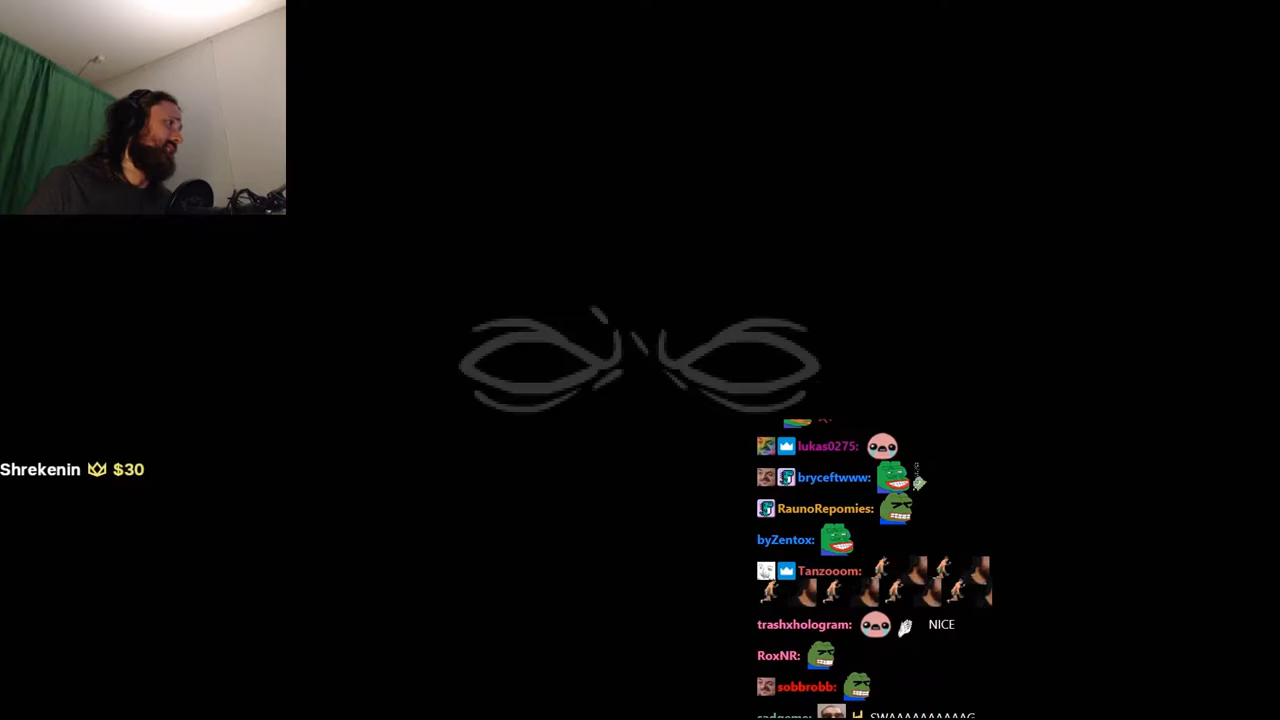 Shrekenin $30
lukas0275:
bryceftwww:
RaunoRepomies:
byZentox:
Tanzooom:
trashxhologram: NICE
RoxNR:
sobbrobb: